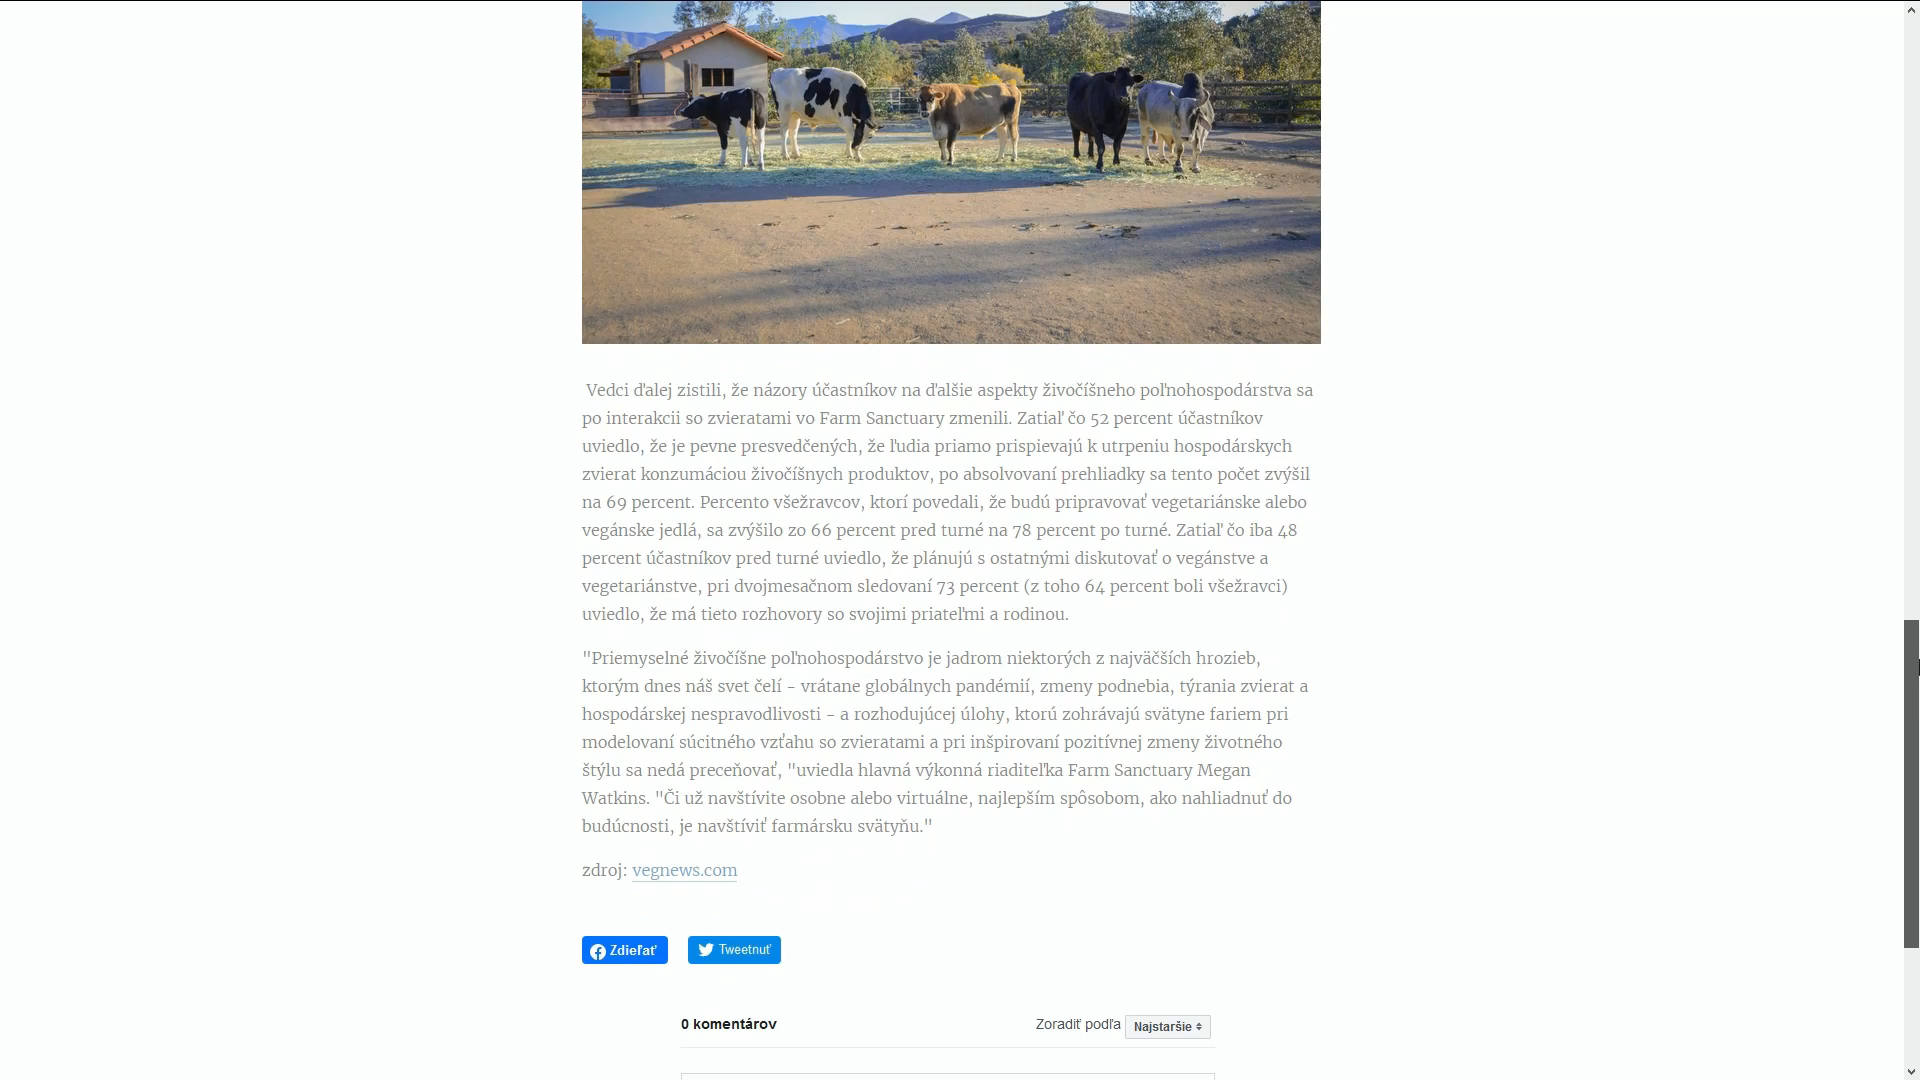 Vedci ďalej zistili, že názory účastníkov na ďalšie aspekty živočíšneho poľnohospodárstva sa
po interakcii so zvieratami vo Farm Sanctuary zmenili. Zatiaľ čo 52 percent účastníkov
uviedlo, že je pevne presvedčených, že ľudia priamo prispievajú k utrpeniu hospodárskych
zvierat konzumáciou živočíšnych produktov, po absolvovaní prehliadky sa tento počet zvýšil
na 69 percent. Percento všežravcov, ktorí povedali, že budú pripravovať vegetariánske alebo
vegánske jedlá, sa zvýšilo zo 66 percent pred turné na 78 percent po turné. Zatiaľ čo iba 48
percent účastníkov pred turné uviedlo, že plánujú s ostatnými diskutovať o vegánstve a
vegetariánstve, pri dvojmesačnom sledovaní 73 percent (z toho 64 percent boli všežravci)
uviedlo, že má tieto rozhovory so svojimi priateľmi a rodinou.
"Priemyselné živočíšne poľnohospodárstvo je jadrom niektorých z najväčších hrozieb,
ktorým dnes náš svet čelí - vrátane globálnych pandémií, zmeny podnebia, týrania zvierat a
hospodárskej nespravodlivosti - a rozhodujúcej úlohy, ktorú zohrávajú svätyne fariem pri
modelovaní súcitného vzťahu so zvieratami a pri inšpirovaní pozitívnej zmeny životného
štýlu sa nedá preceňovať, "uviedla hlavná výkonná riaditeľka Farm Sanctuary Megan
Watkins. "Či už navštívite osobne alebo virtuálne, najlepším spôsobom, ako nahliadnuť do
budúcnosti, je navštíviť farmársku svätyňu."
zdroj: vegnews.com
Zdieľať Tweetnuť
0 komentárov Zoradiť podľa Najstaršie